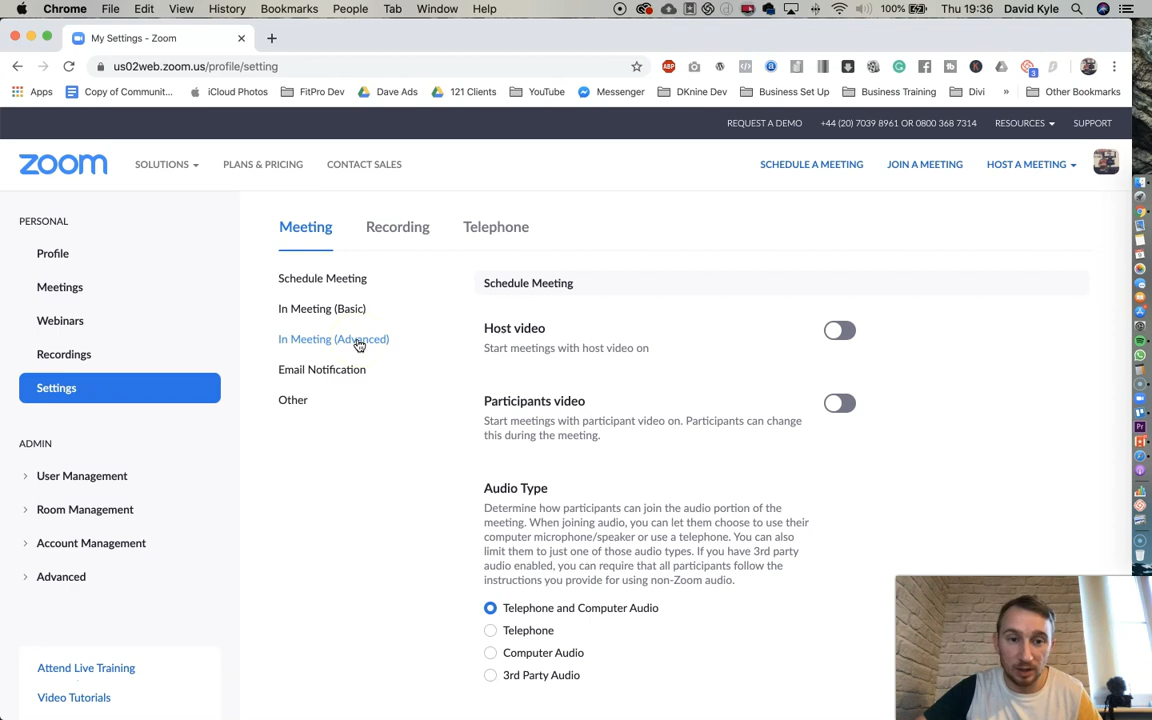 Chrome File Edit View History Bookmarks People Tab Window Help 100% Thu 19:36 David Kyle
My Settings - Zoom
us02web.zoom.us/profile/setting
Apps Copy of Communit... iCloud Photos FitPro Dev Dave Ads 121 Clients YouTube Messenger DKnine Dev Business Set Up Business Training Divi » Other Bookmarks
REQUEST A DEMO +44 (20) 7039 8961 OR 0800 368 7314 RESOURCES SUPPORT
zoom SOLUTIONS PLANS & PRICING CONTACT SALES SCHEDULE A MEETING JOIN A MEETING HOST A MEETING
PERSONAL
Profile
Meetings
Webinars
Recordings
Settings
ADMIN
User Management
Room Management
Account Management
Advanced
Attend Live Training
Video Tutorials
Meeting Recording Telephone
Schedule Meeting
In Meeting (Basic)
In Meeting (Advanced)
Email Notification
Other
Schedule Meeting
Host video
Start meetings with host video on
Participants video
Start meetings with participant video on. Participants can change
this during the meeting.
Audio Type
Determine how participants can join the audio portion of the
meeting. When joining audio, you can let them choose to use their
computer microphone/speaker or use a telephone. You can also
limit them to just one of those audio types. If you have 3rd party
audio enabled, you can require that all participants follow the
instructions you provide for using non-Zoom audio.
Telephone and Computer Audio
Telephone
Computer Audio
3rd Party Audio